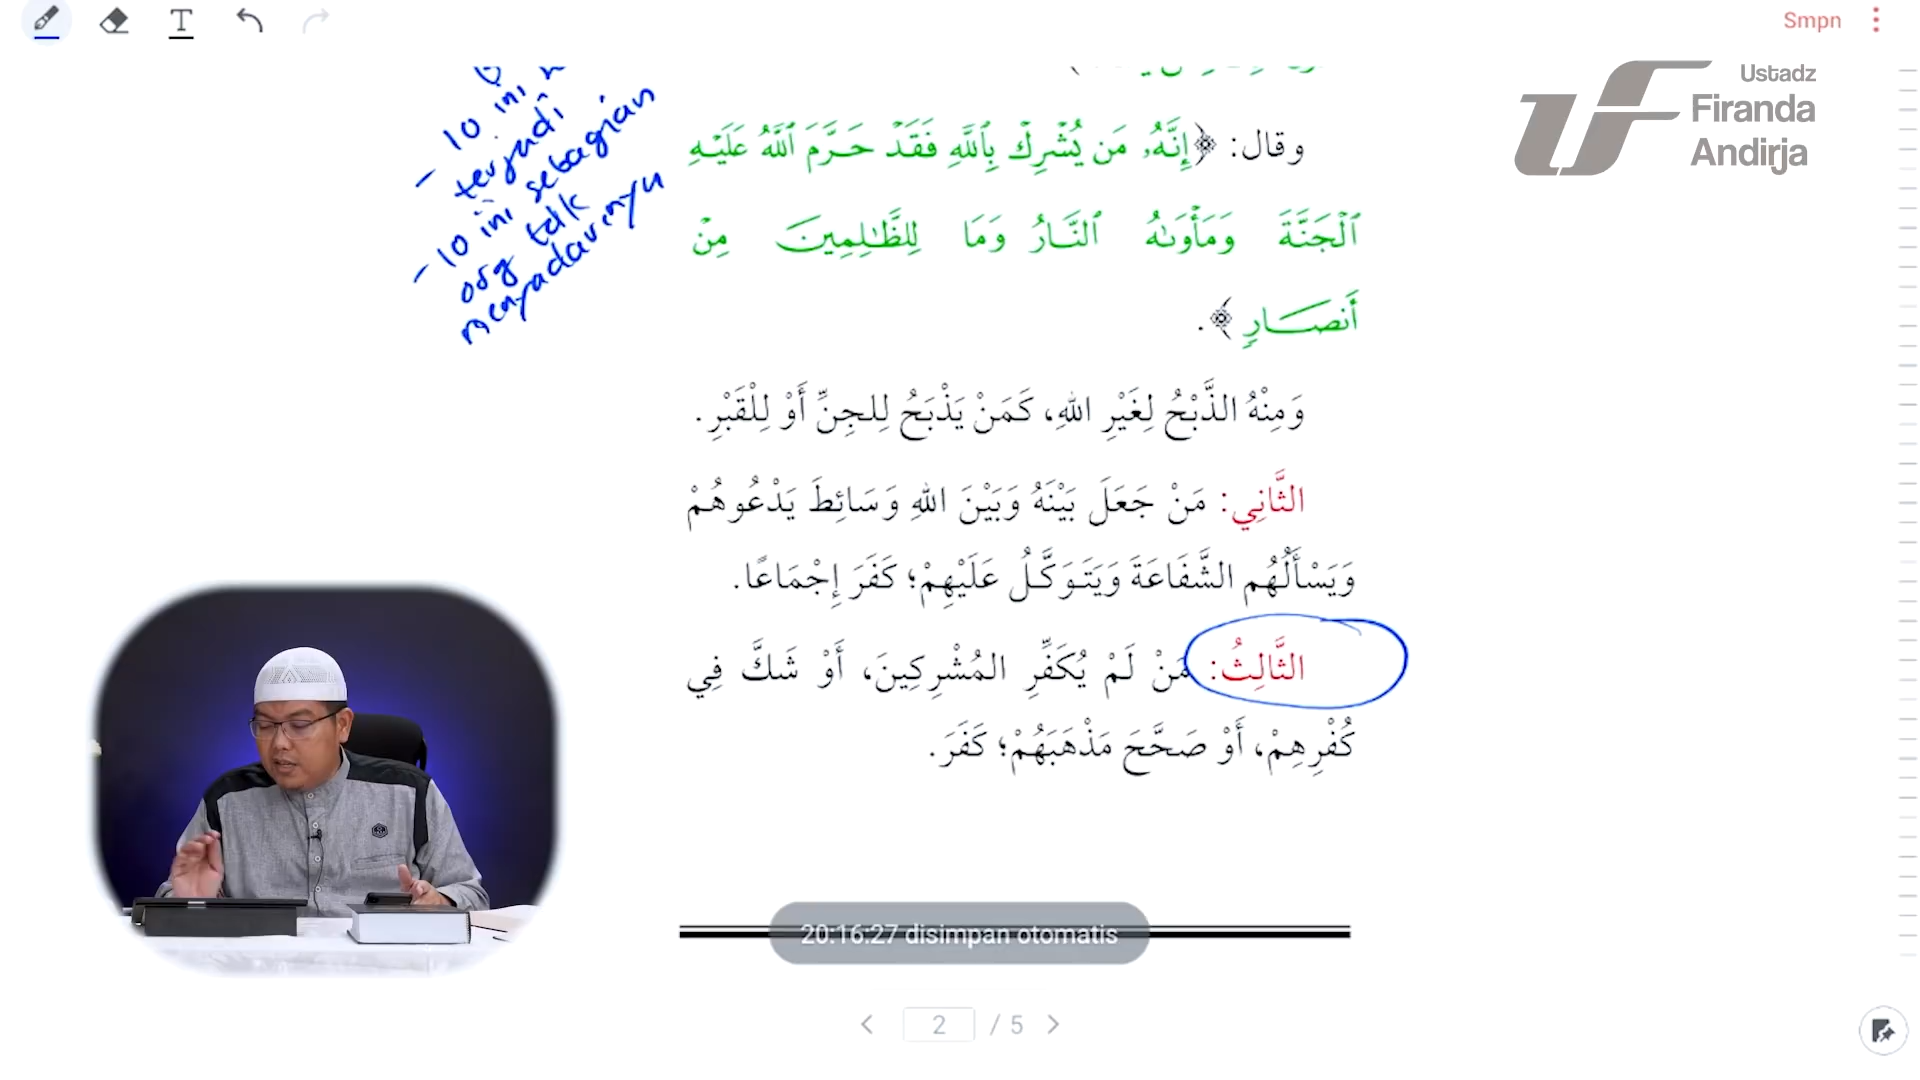 Smpn
Ustadz
Firanda
Andirja
- 10 ini
terjadi
- 10 ini sebagian
org tdk
menyadarinya
وقال: ﴿إِنَّهُۥ مَن يُشْرِكْ بِٱللَّهِ فَقَدْ حَرَّمَ ٱللَّهُ عَلَيْهِ
ٱلْجَنَّةَ وَمَأْوَىٰهُ ٱلنَّارُ وَمَا لِلظَّـٰلِمِينَ مِنْ
أَنصَارٍ﴾.
وَمِنْهُ الذَّبْحُ لِغَيْرِ اللهِ، كَمَنْ يَذْبَحُ لِلجِنِّ أَوْ لِلْقَبْرِ.
الثَّانِي: مَنْ جَعَلَ بَيْنَهُ وَبَيْنَ اللهِ وَسَائِطَ يَدْعُوهُمْ
وَيَسْأَلُهُم الشَّفَاعَةَ وَيَتَوَكَّلُ عَلَيْهِمْ؛ كَفَرَ إِجْمَاعًا.
الثَّالِثُ: مَنْ لَمْ يُكَفِّرِ المُشْرِكِينَ، أَوْ شَكَّ فِي
كُفْرِهِمْ، أَوْ صَحَّحَ مَذْهَبَهُمْ؛ كَفَرَ.
20:16:27 disimpan otomatis
2 / 5